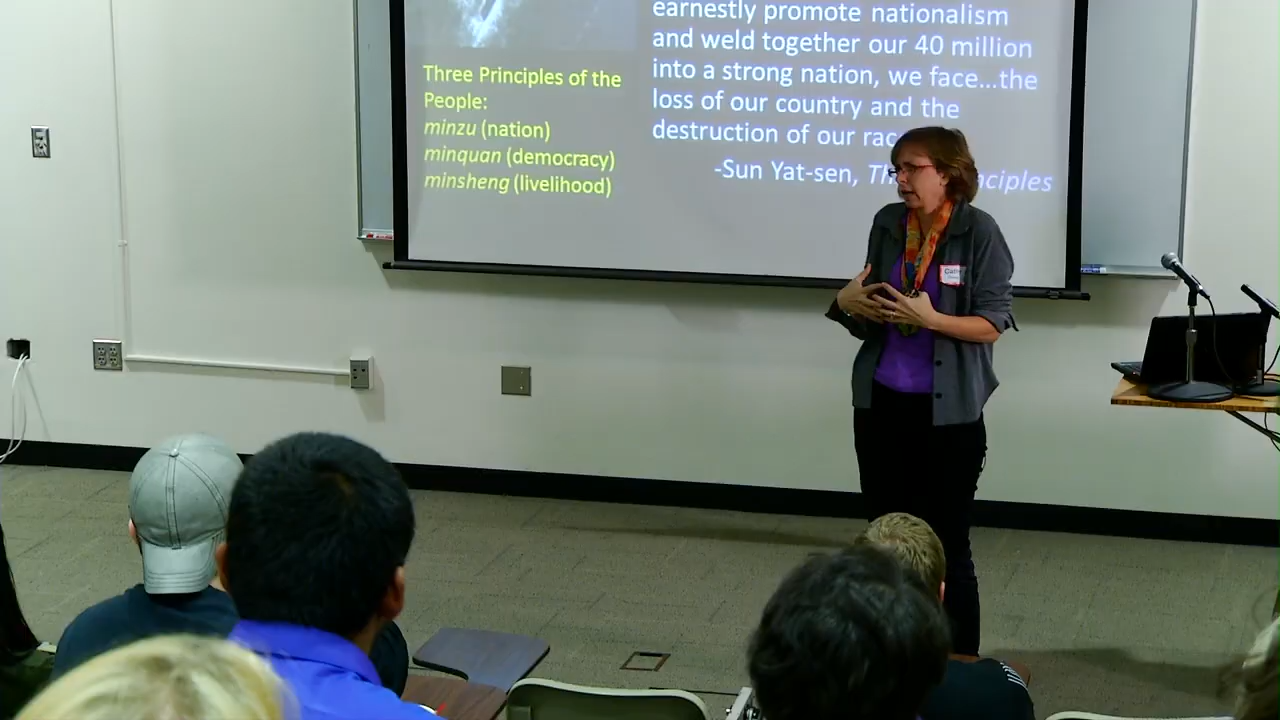 Three Principles of the
People:
minzu (nation)
minquan (democracy)
minsheng (livelihood)
earnestly promote nationalism
and weld together our 40 million
into a strong nation, we face...the
loss of our country and the
destruction of our
-Sun Yat-sen,